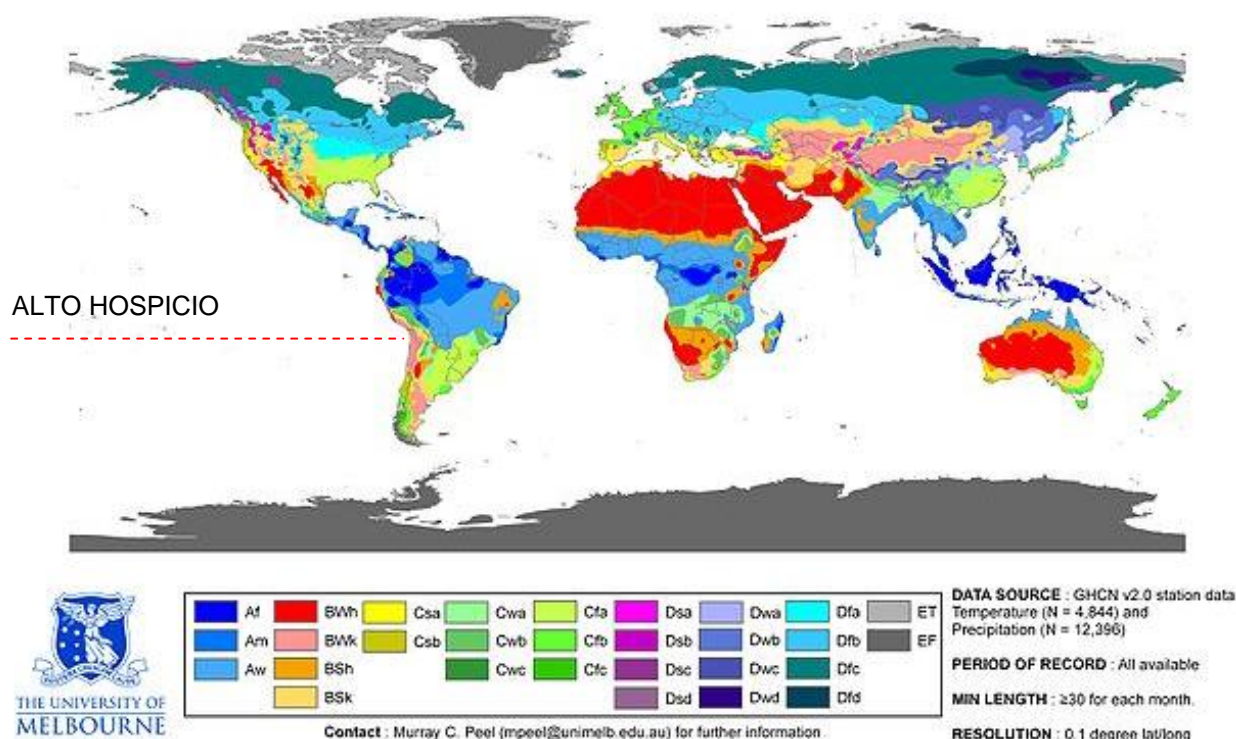 ALTO HOSPICIO
THE UNIVERSITY OF
MELBOURNE
Af
Am
Aw
BWh
BWk
BSh
BSk
Csa
Csb
Cwa
Cwb
Cwc
Cfa
Cfb
Cfc
Dsa
Dsb
Dsc
Dsd
Dwa
Dwb
Dwc
Dwd
Dfa
Dfb
Dfc
Dfd
ET
EF
Contact : Murray C. Peel (mpeel@unimelb.edu.au) for further information
DATA SOURCE : GHCN v2.0 station data
Temperature (N = 4,844) and
Precipitation (N = 12,396)
PERIOD OF RECORD : All available
MIN LENGTH : ≥30 for each month.
RESOLUTION : 0.1 degree lat/long